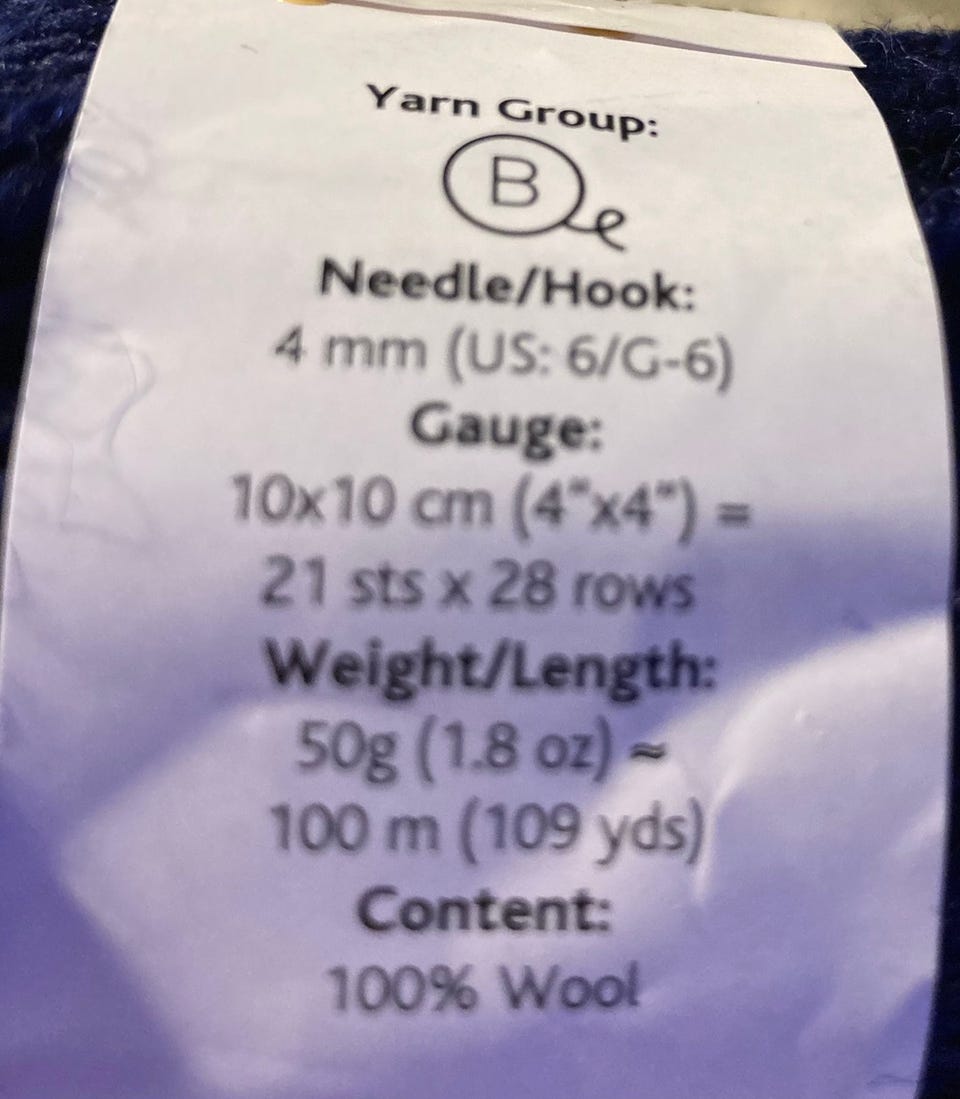 Yarn Group:
B
Needle/Hook:
4 mm (US: 6/G-6)
Gauge:
10x10 cm (4"x4") =
21 sts x 28 rows
Weight/Length:
50g (1.8 oz) ≈
100 m (109 yds)
Content:
100% Wool